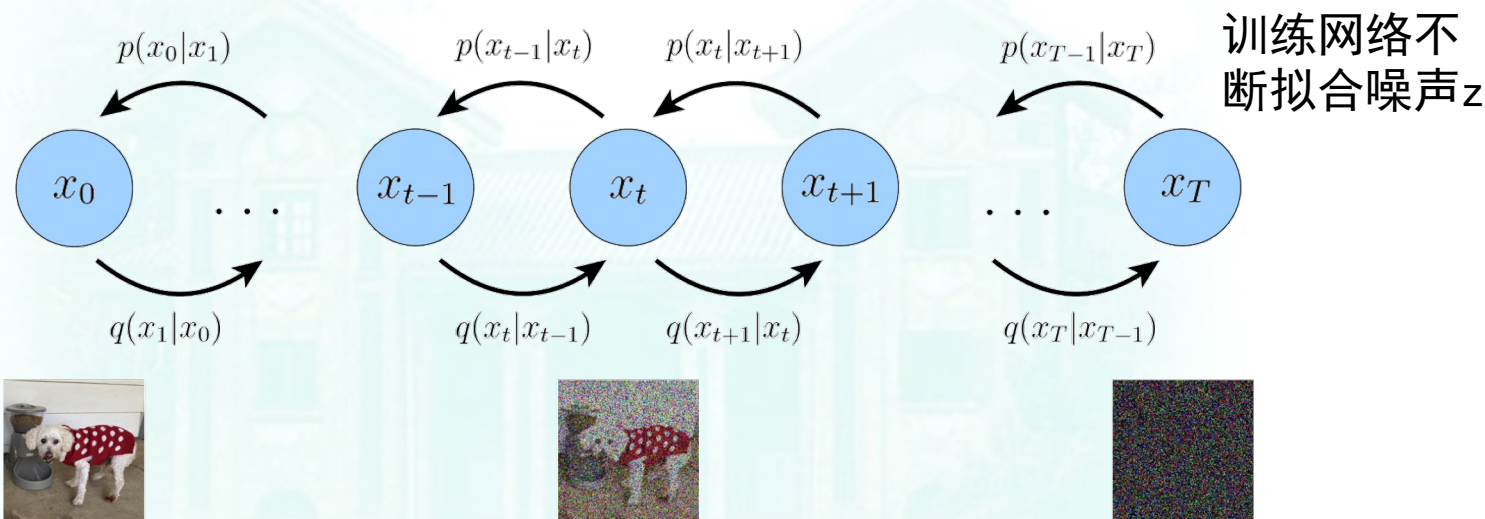 p(x_0|x_1)
p(x_{t-1}|x_t)
p(x_t|x_{t+1})
p(x_{T-1}|x_T)
训练网络不
断拟合噪声z
x_0
. . .
x_{t-1}
x_t
x_{t+1}
. . .
x_T
q(x_1|x_0)
q(x_t|x_{t-1})
q(x_{t+1}|x_t)
q(x_T|x_{T-1})